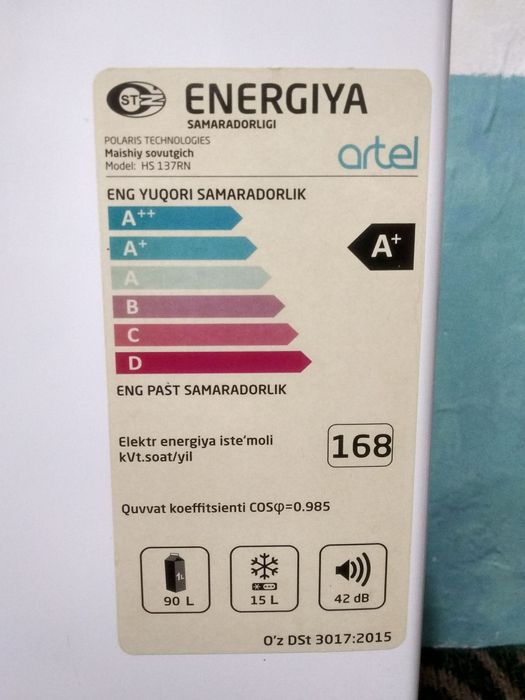 ST
ENERGIYA
SAMARADORLIGI
POLARIS TECHNOLOGIES
Maishiy sovutgich
Model: HS 137RN
artel
ENG YUQORI SAMARADORLIK
A++
A+
A+
A
B
C
D
ENG PAST SAMARADORLIK
Elektr energiya iste'moli
kVt.soat/yil
168
Quvvat koeffitsienti COSφ=0.985
1L
90 L
15 L
42 dB
O'z DSt 3017:2015